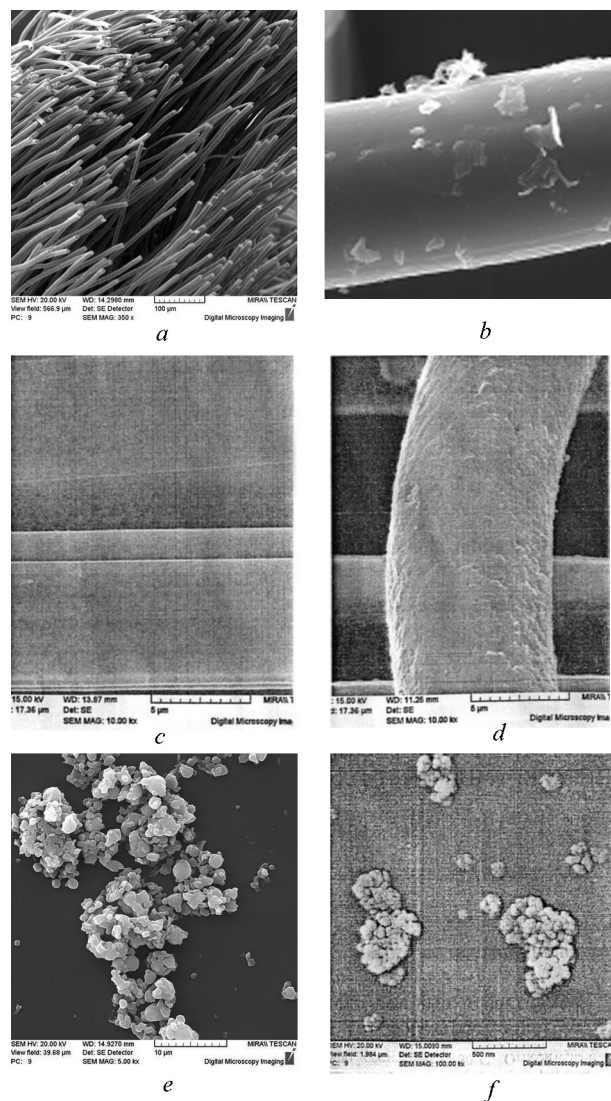 SEM HV: 20.00 kV WD: 14.2980 mm MIRA\\ TESCAN
View field: 566.9 µm Det: SE Detector 100 µm
PC: 9 SEM MAG: 350 x Digital Microscopy Imaging
a
b
15.00 kV WD: 13.87 mm MIRA\\ T
: 17.36 µm Det: SE 5 µm
SEM MAG: 10.00 kx Digital Microscopy Ima
c
: 15.00 kV WD: 11.25 mm MIRA\\ T
: 17.36 µm Det: SE 5 µm
SEM MAG: 10.00 kx Digital Microscopy Ima
d
SEM HV: 20.00 kV WD: 14.9270 mm MIRA\\ TESCAN
View field: 39.68 µm Det: SE Detector 10 µm
PC: 9 SEM MAG: 5.00 kx Digital Microscopy Imaging
e
SEM HV: 20.00 kV WD: 15.0090 mm MIRA\\ TESCAN
View field: 1.984 µm Det: SE Detector 500 nm
PC: 9 SEM MAG: 100.00 kx Digital Microscopy Imaging
f